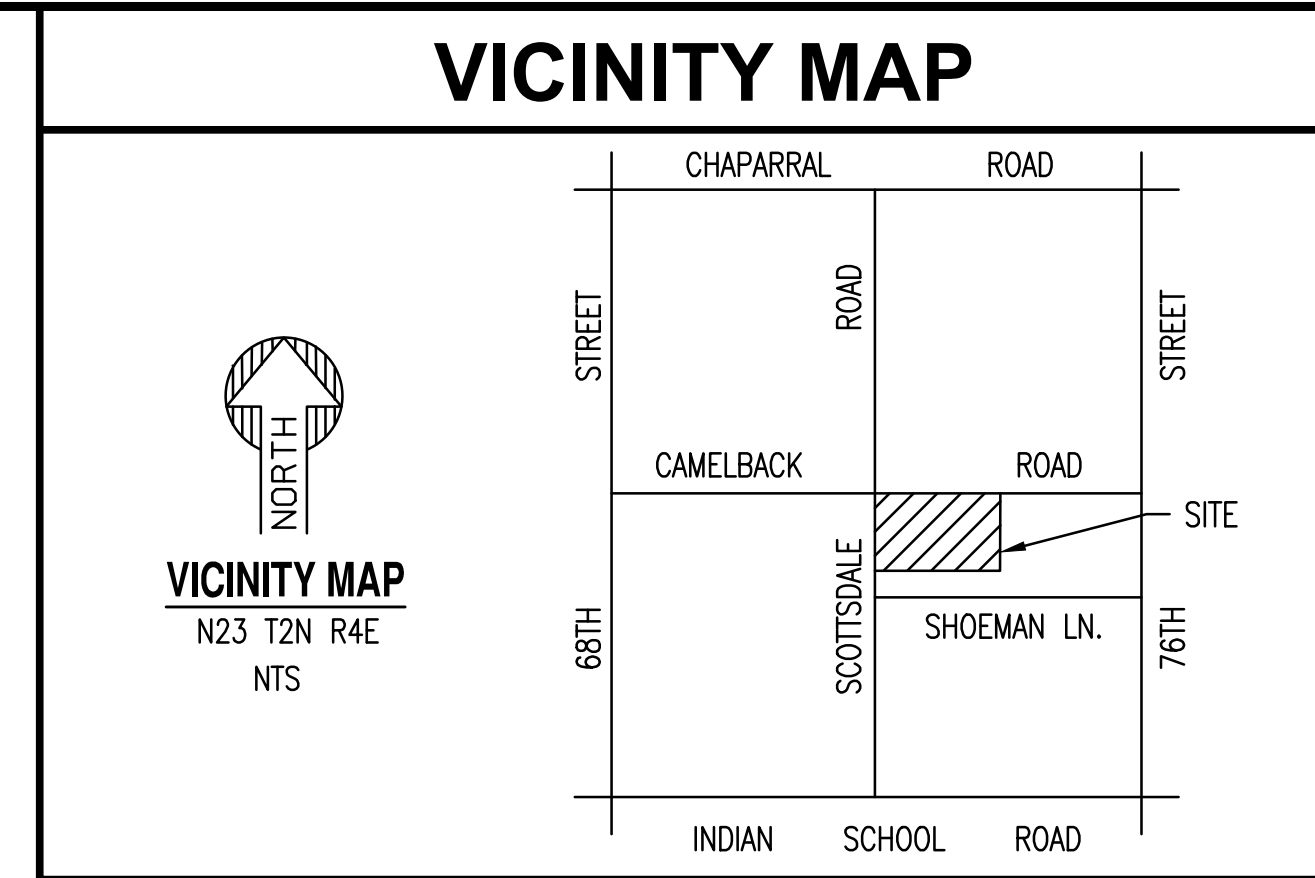 VICINITY MAP
CHAPARRAL ROAD
STREET
ROAD
STREET
NORTH
CAMELBACK ROAD
SITE
VICINITY MAP
N23 T2N R4E
NTS
68TH
SCOTTSDALE
SHOEMAN LN.
76TH
INDIAN SCHOOL ROAD